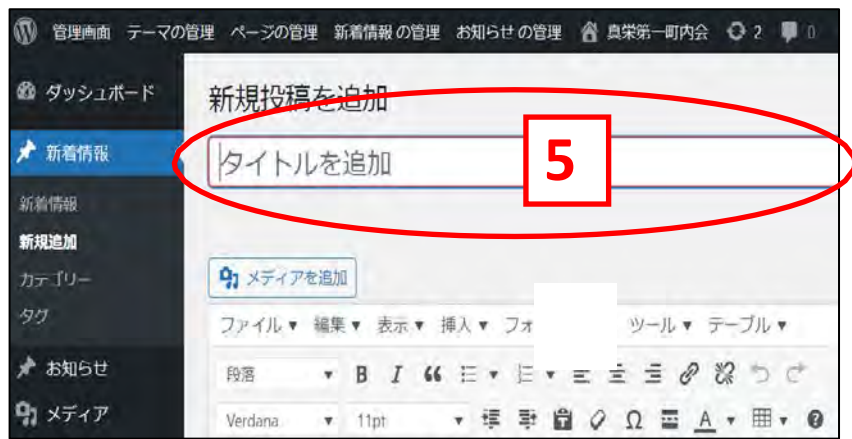 管理画面 テーマの管理 ページの管理 新着情報の管理 お知らせの管理 真栄第一町内会 2 0
ダッシュボード
新着情報
新着情報
新規追加
カテゴリー
タグ
お知らせ
メディア
新規投稿を追加
タイトルを追加
5
メディアを追加
ファイル ▼ 編集 ▼ 表示 ▼ 挿入 ▼ フォ ツール ▼ テーブル ▼
段落 ▼ B I
Verdana ▼ 11pt ▼ Ω A ▼